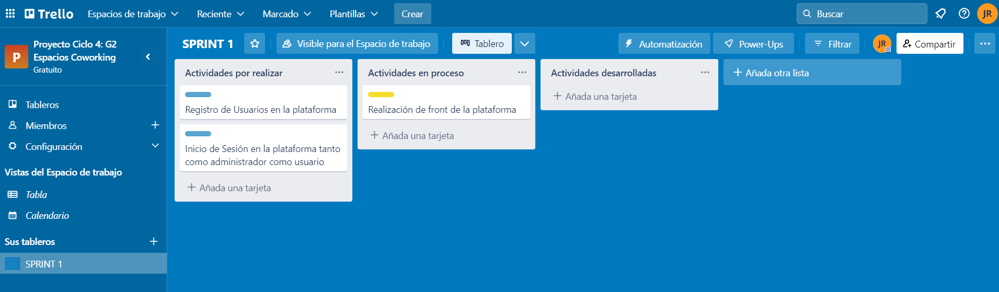 Trello
Espacios de trabajo
Reciente
Marcado
Plantillas
Crear
Buscar
JR
P
Proyecto Ciclo 4: G2
Espacios Coworking
Gratuito
Tableros
Miembros
Configuración
Vistas del Espacio de trabajo
Tabla
Calendario
Sus tableros
SPRINT 1
SPRINT 1
Visible para el Espacio de trabajo
Tablero
Automatización
Power-Ups
Filtrar
JR
Compartir
Actividades por realizar
Registro de Usuarios en la plataforma
Inicio de Sesión en la plataforma tanto
como administrador como usuario
+ Añada una tarjeta
Actividades en proceso
Realización de front de la plataforma
+ Añada una tarjeta
Actividades desarrolladas
+ Añada una tarjeta
+ Añada otra lista